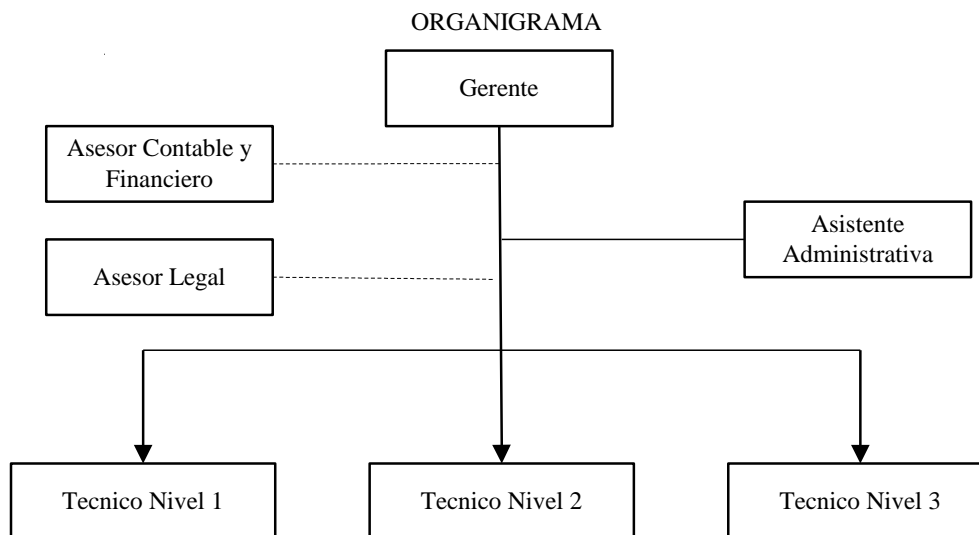 ORGANIGRAMA
Gerente
Asesor Contable y
Financiero
Asistente
Administrativa
Asesor Legal
Tecnico Nivel 1
Tecnico Nivel 2
Tecnico Nivel 3